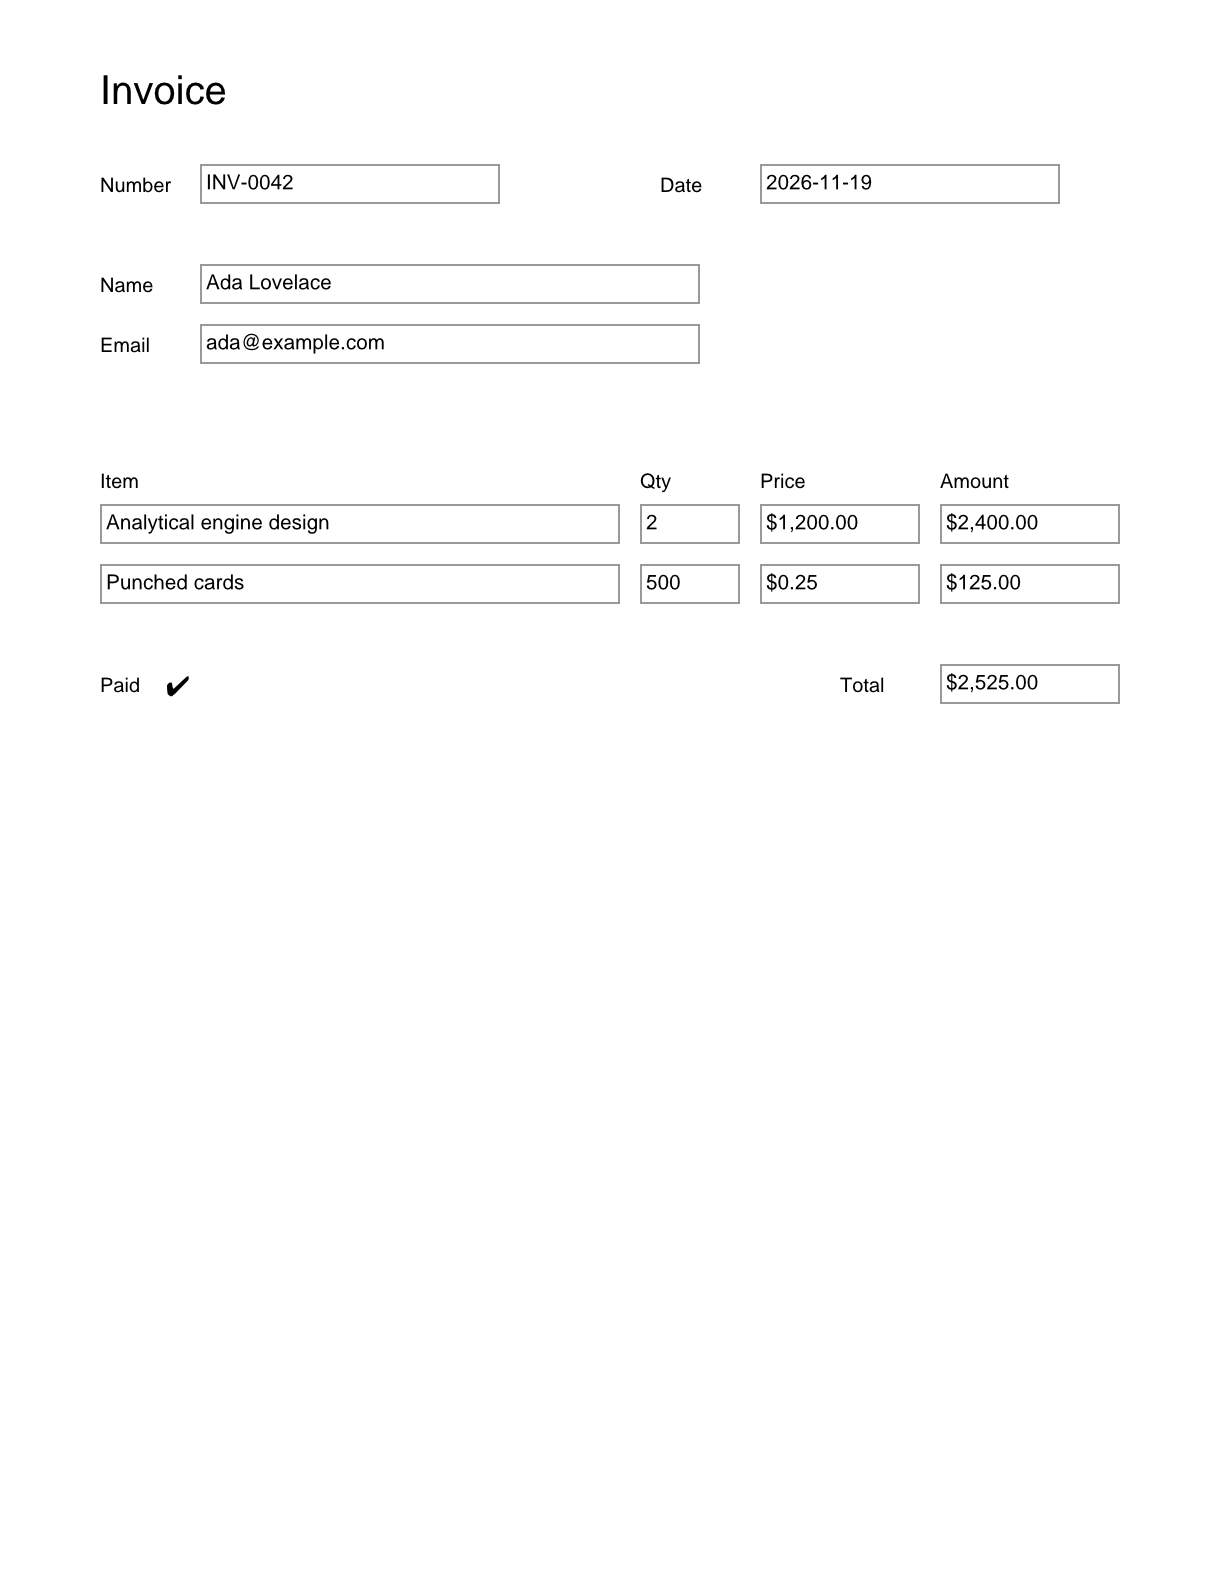 Invoice
Number INV-0042 Date 2026-11-19
Name Ada Lovelace
Email ada@example.com
Item Qty Price Amount
Analytical engine design 2 $1,200.00 $2,400.00
Punched cards 500 $0.25 $125.00
Paid ✔ Total $2,525.00